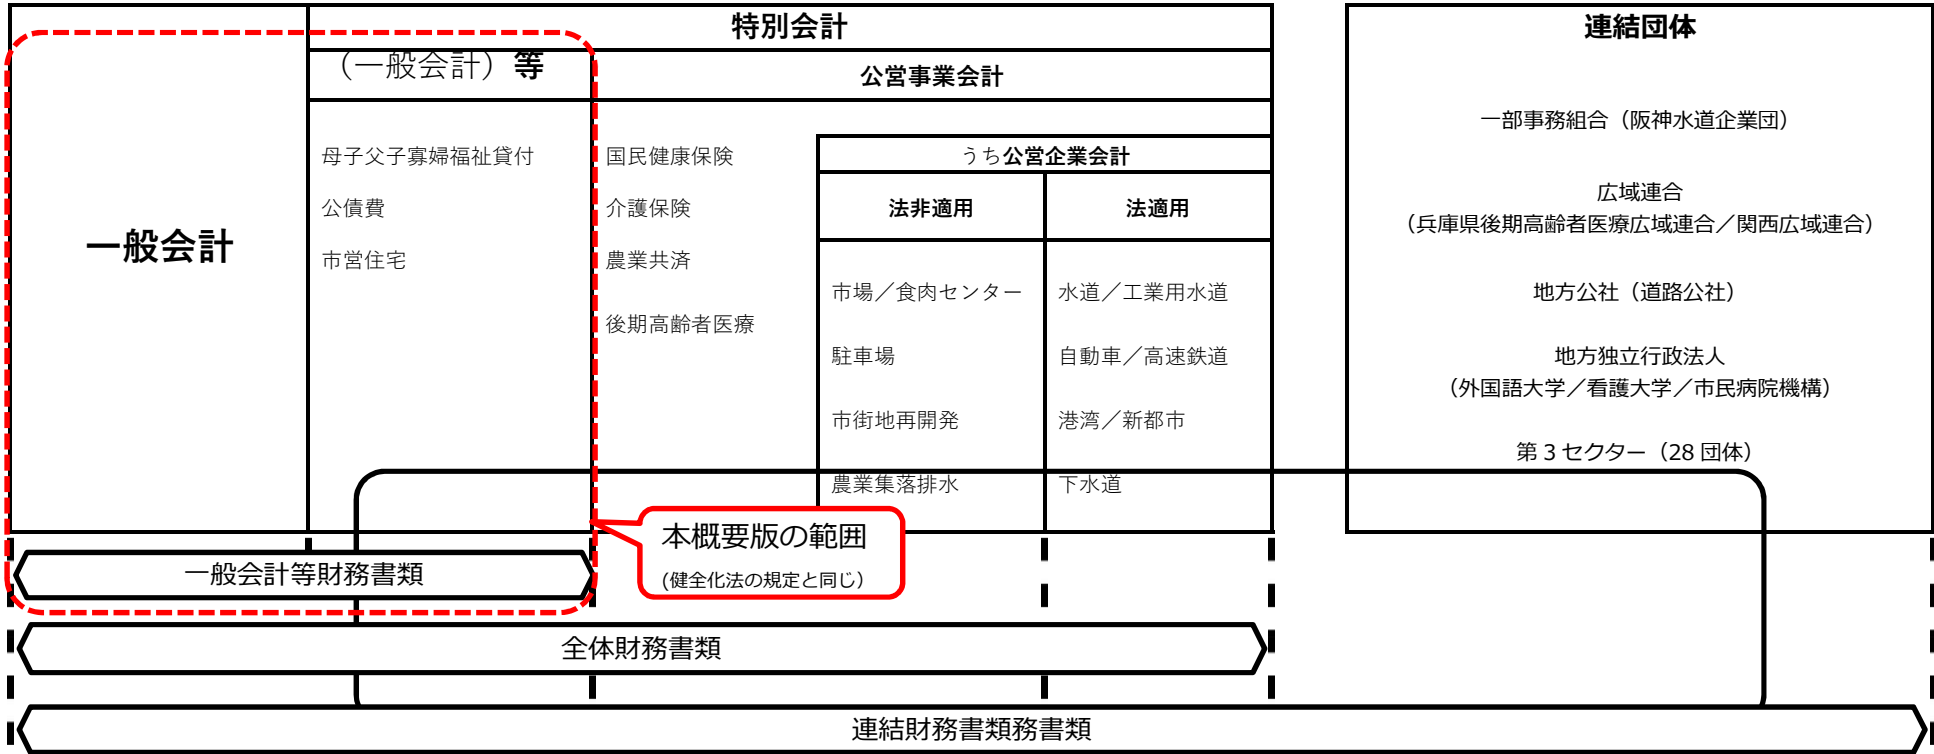 特別会計
連結団体
一般会計
（一般会計）等
公営事業会計
母子父子寡婦福祉貸付
公債費
市営住宅
国民健康保険
介護保険
農業共済
後期高齢者医療
うち公営企業会計
法非適用
法適用
市場／食肉センター
駐車場
市街地再開発
農業集落排水
水道／工業用水道
自動車／高速鉄道
港湾／新都市
下水道
一部事務組合（阪神水道企業団）
広域連合
（兵庫県後期高齢者医療広域連合／関西広域連合）
地方公社（道路公社）
地方独立行政法人
（外国語大学／看護大学／市民病院機構）
第3セクター（28団体）
本概要版の範囲
(健全化法の規定と同じ）
一般会計等財務書類
全体財務書類
連結財務書類務書類